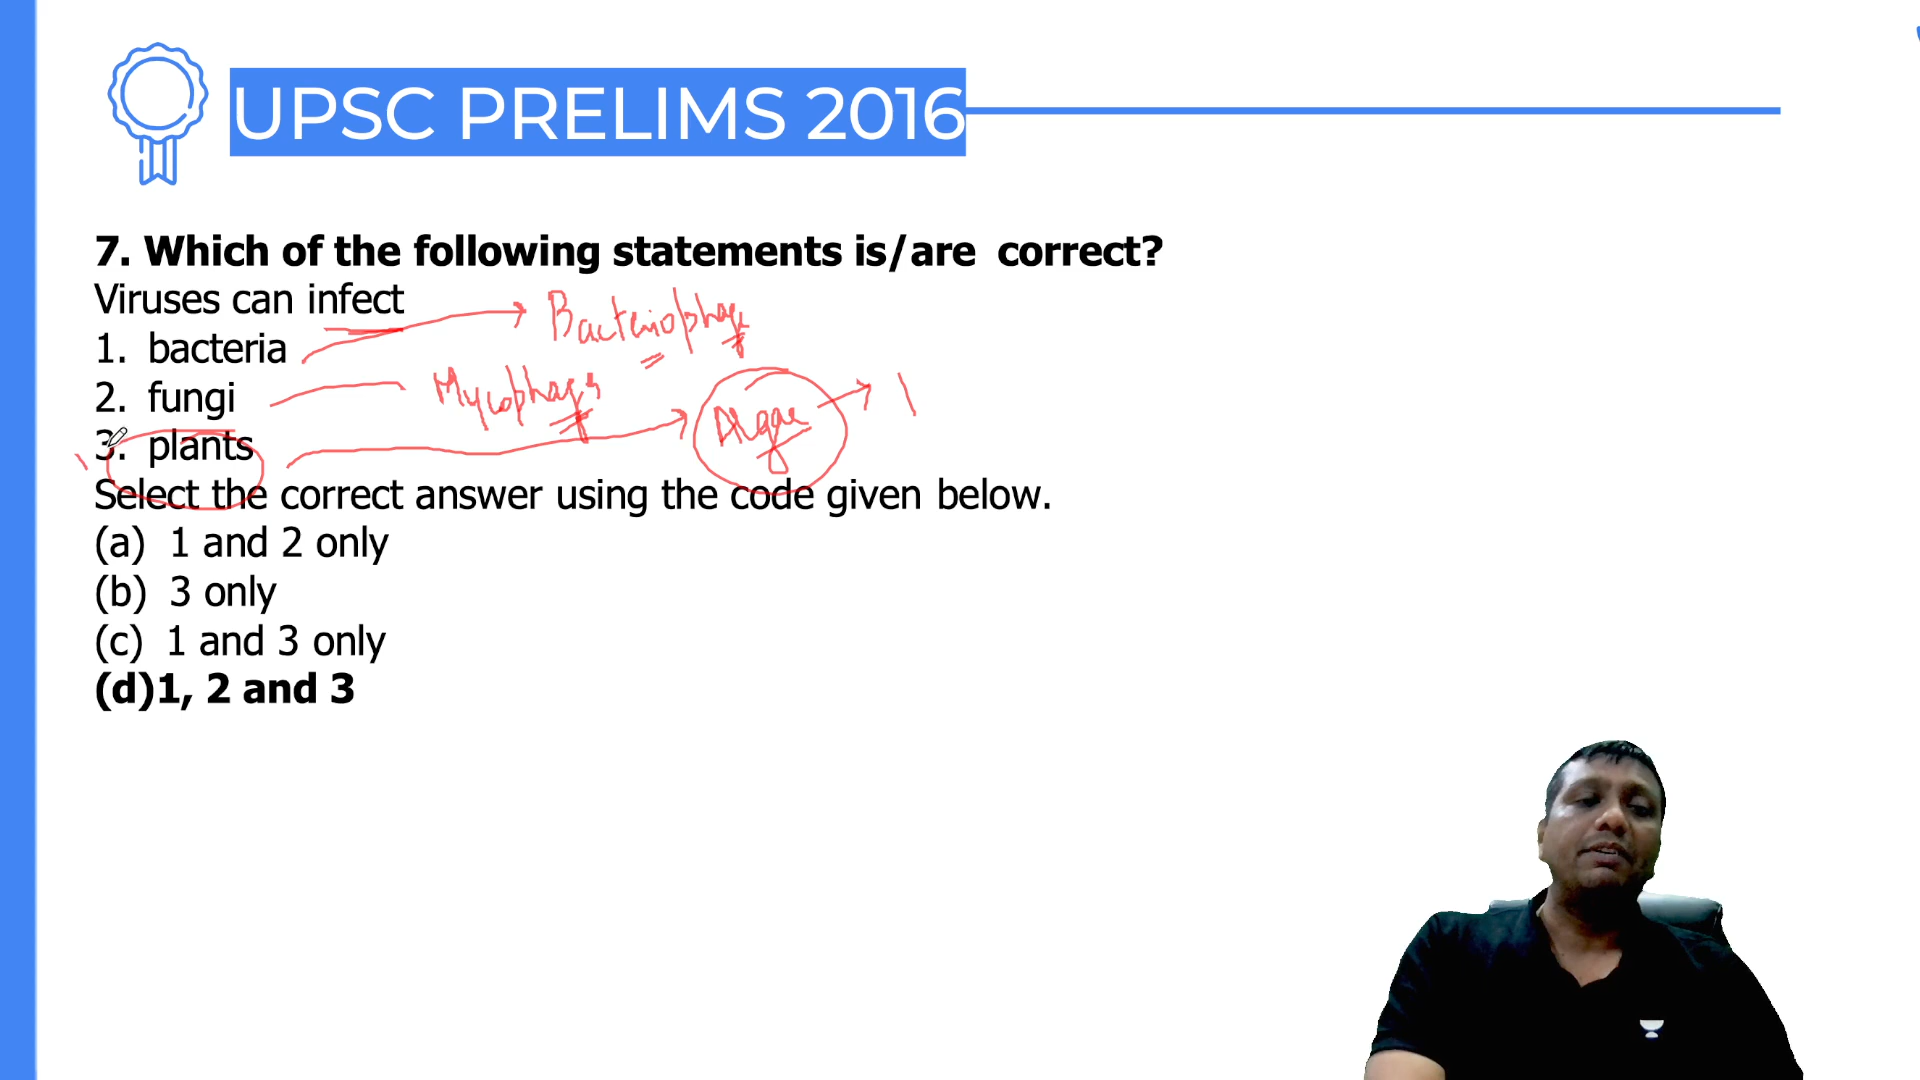 UPSC PRELIMS 2016
7. Which of the following statements is/are correct?
Viruses can infect
Bacteriophage
1. bacteria
2. fungi
Mycophages
Algae
3. plants
Select the correct answer using the code given below.
(a) 1 and 2 only
(b) 3 only
(c) 1 and 3 only
(d)1, 2 and 3